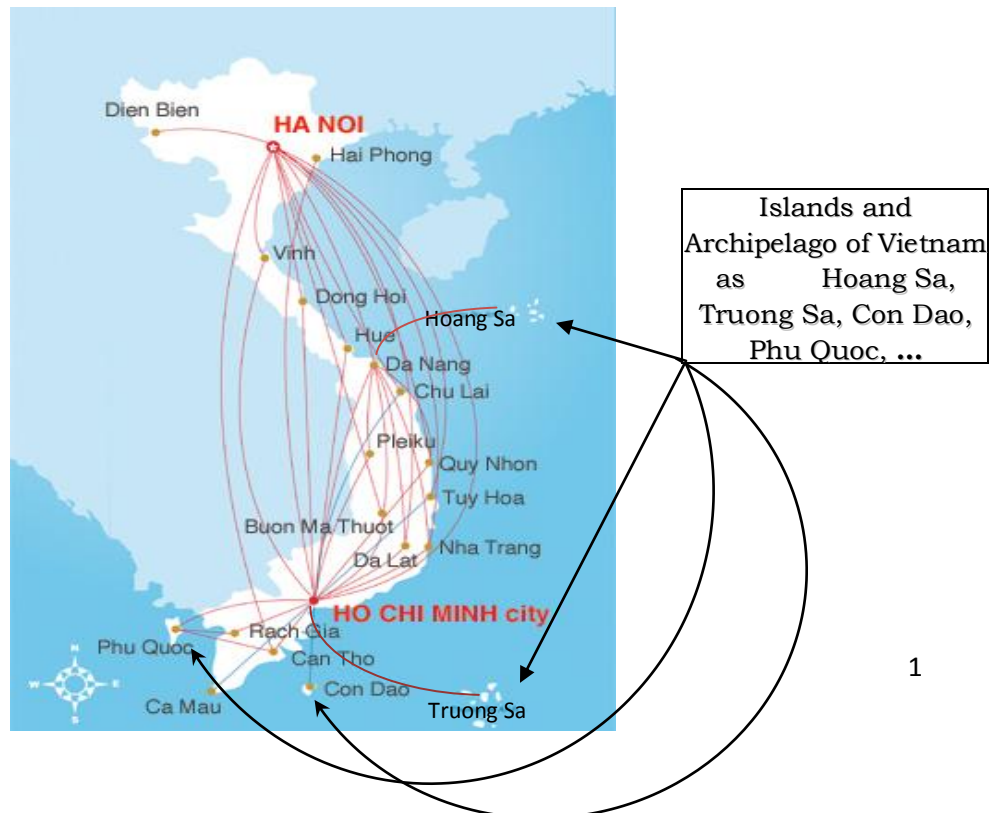 Dien Bien
HA NOI
Hai Phong
Vinh
Dong Hoi
Hoang Sa
Hue
Da Nang
Chu Lai
Pleiku
Quy Nhon
Tuy Hoa
Buon Ma Thuot
Da Lat
Nha Trang
HO CHI MINH city
Rach Gia
Phu Quoc
Can Tho
Con Dao
Ca Mau
Truong Sa
N
W
E
S
Islands and
Archipelago of Vietnam
as Hoang Sa,
Truong Sa, Con Dao,
Phu Quoc, ...
1